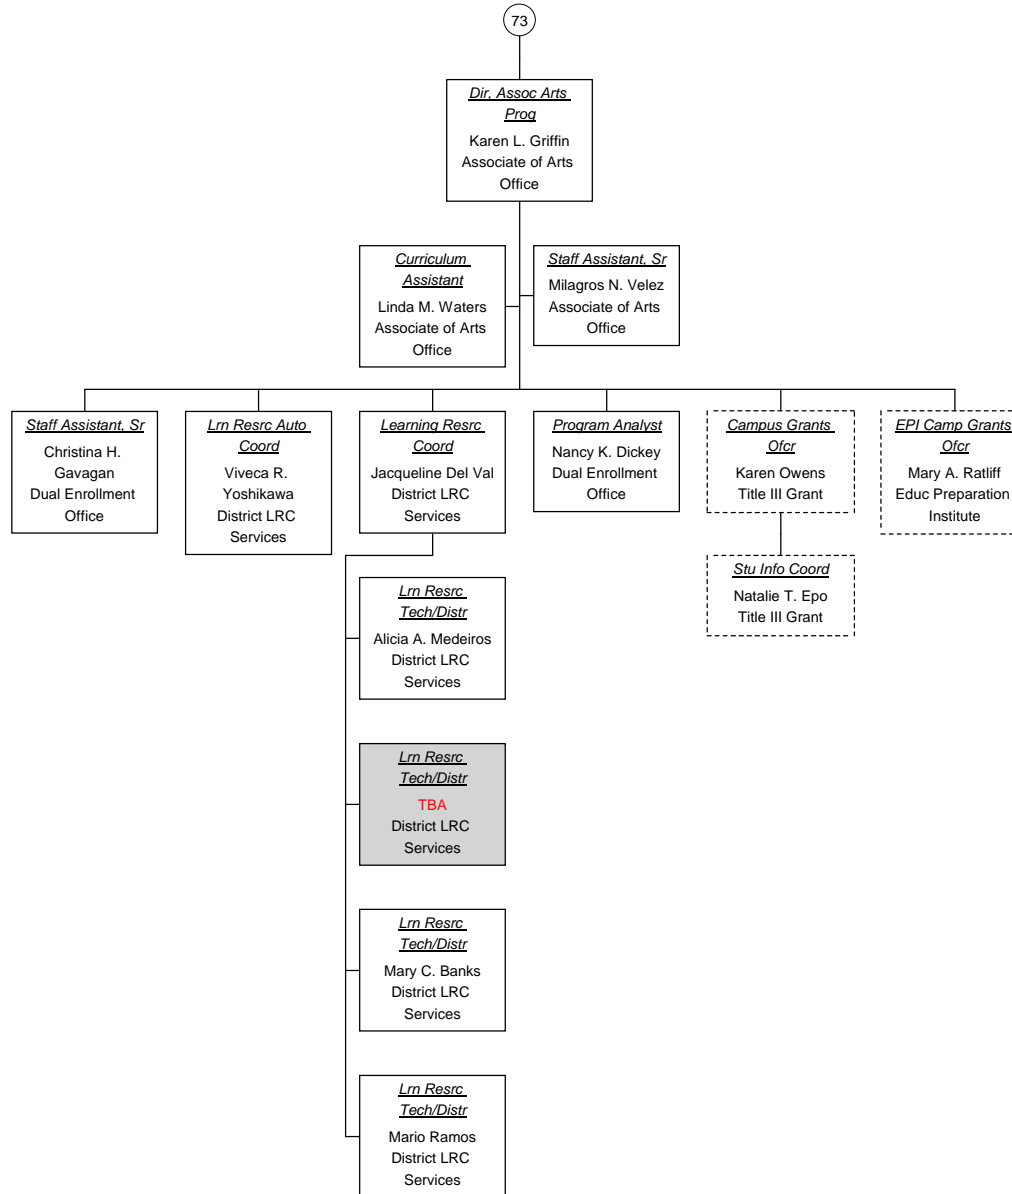 73
Dir, Assoc Arts
Prog
Karen L. Griffin
Associate of Arts
Office
Curriculum
Assistant
Linda M. Waters
Associate of Arts
Office
Staff Assistant, Sr
Milagros N. Velez
Associate of Arts
Office
Staff Assistant, Sr
Christina H.
Gavagan
Dual Enrollment
Office
Lrn Resrc Auto
Coord
Viveca R.
Yoshikawa
District LRC
Services
Learning Resrc
Coord
Jacqueline Del Val
District LRC
Services
Program Analyst
Nancy K. Dickey
Dual Enrollment
Office
Campus Grants
Ofcr
Karen Owens
Title III Grant
EPI Camp Grants
Ofcr
Mary A. Ratliff
Educ Preparation
Institute
Stu Info Coord
Natalie T. Epo
Title III Grant
Lrn Resrc
Tech/Distr
Alicia A. Medeiros
District LRC
Services
Lrn Resrc
Tech/Distr
TBA
District LRC
Services
Lrn Resrc
Tech/Distr
Mary C. Banks
District LRC
Services
Lrn Resrc
Tech/Distr
Mario Ramos
District LRC
Services